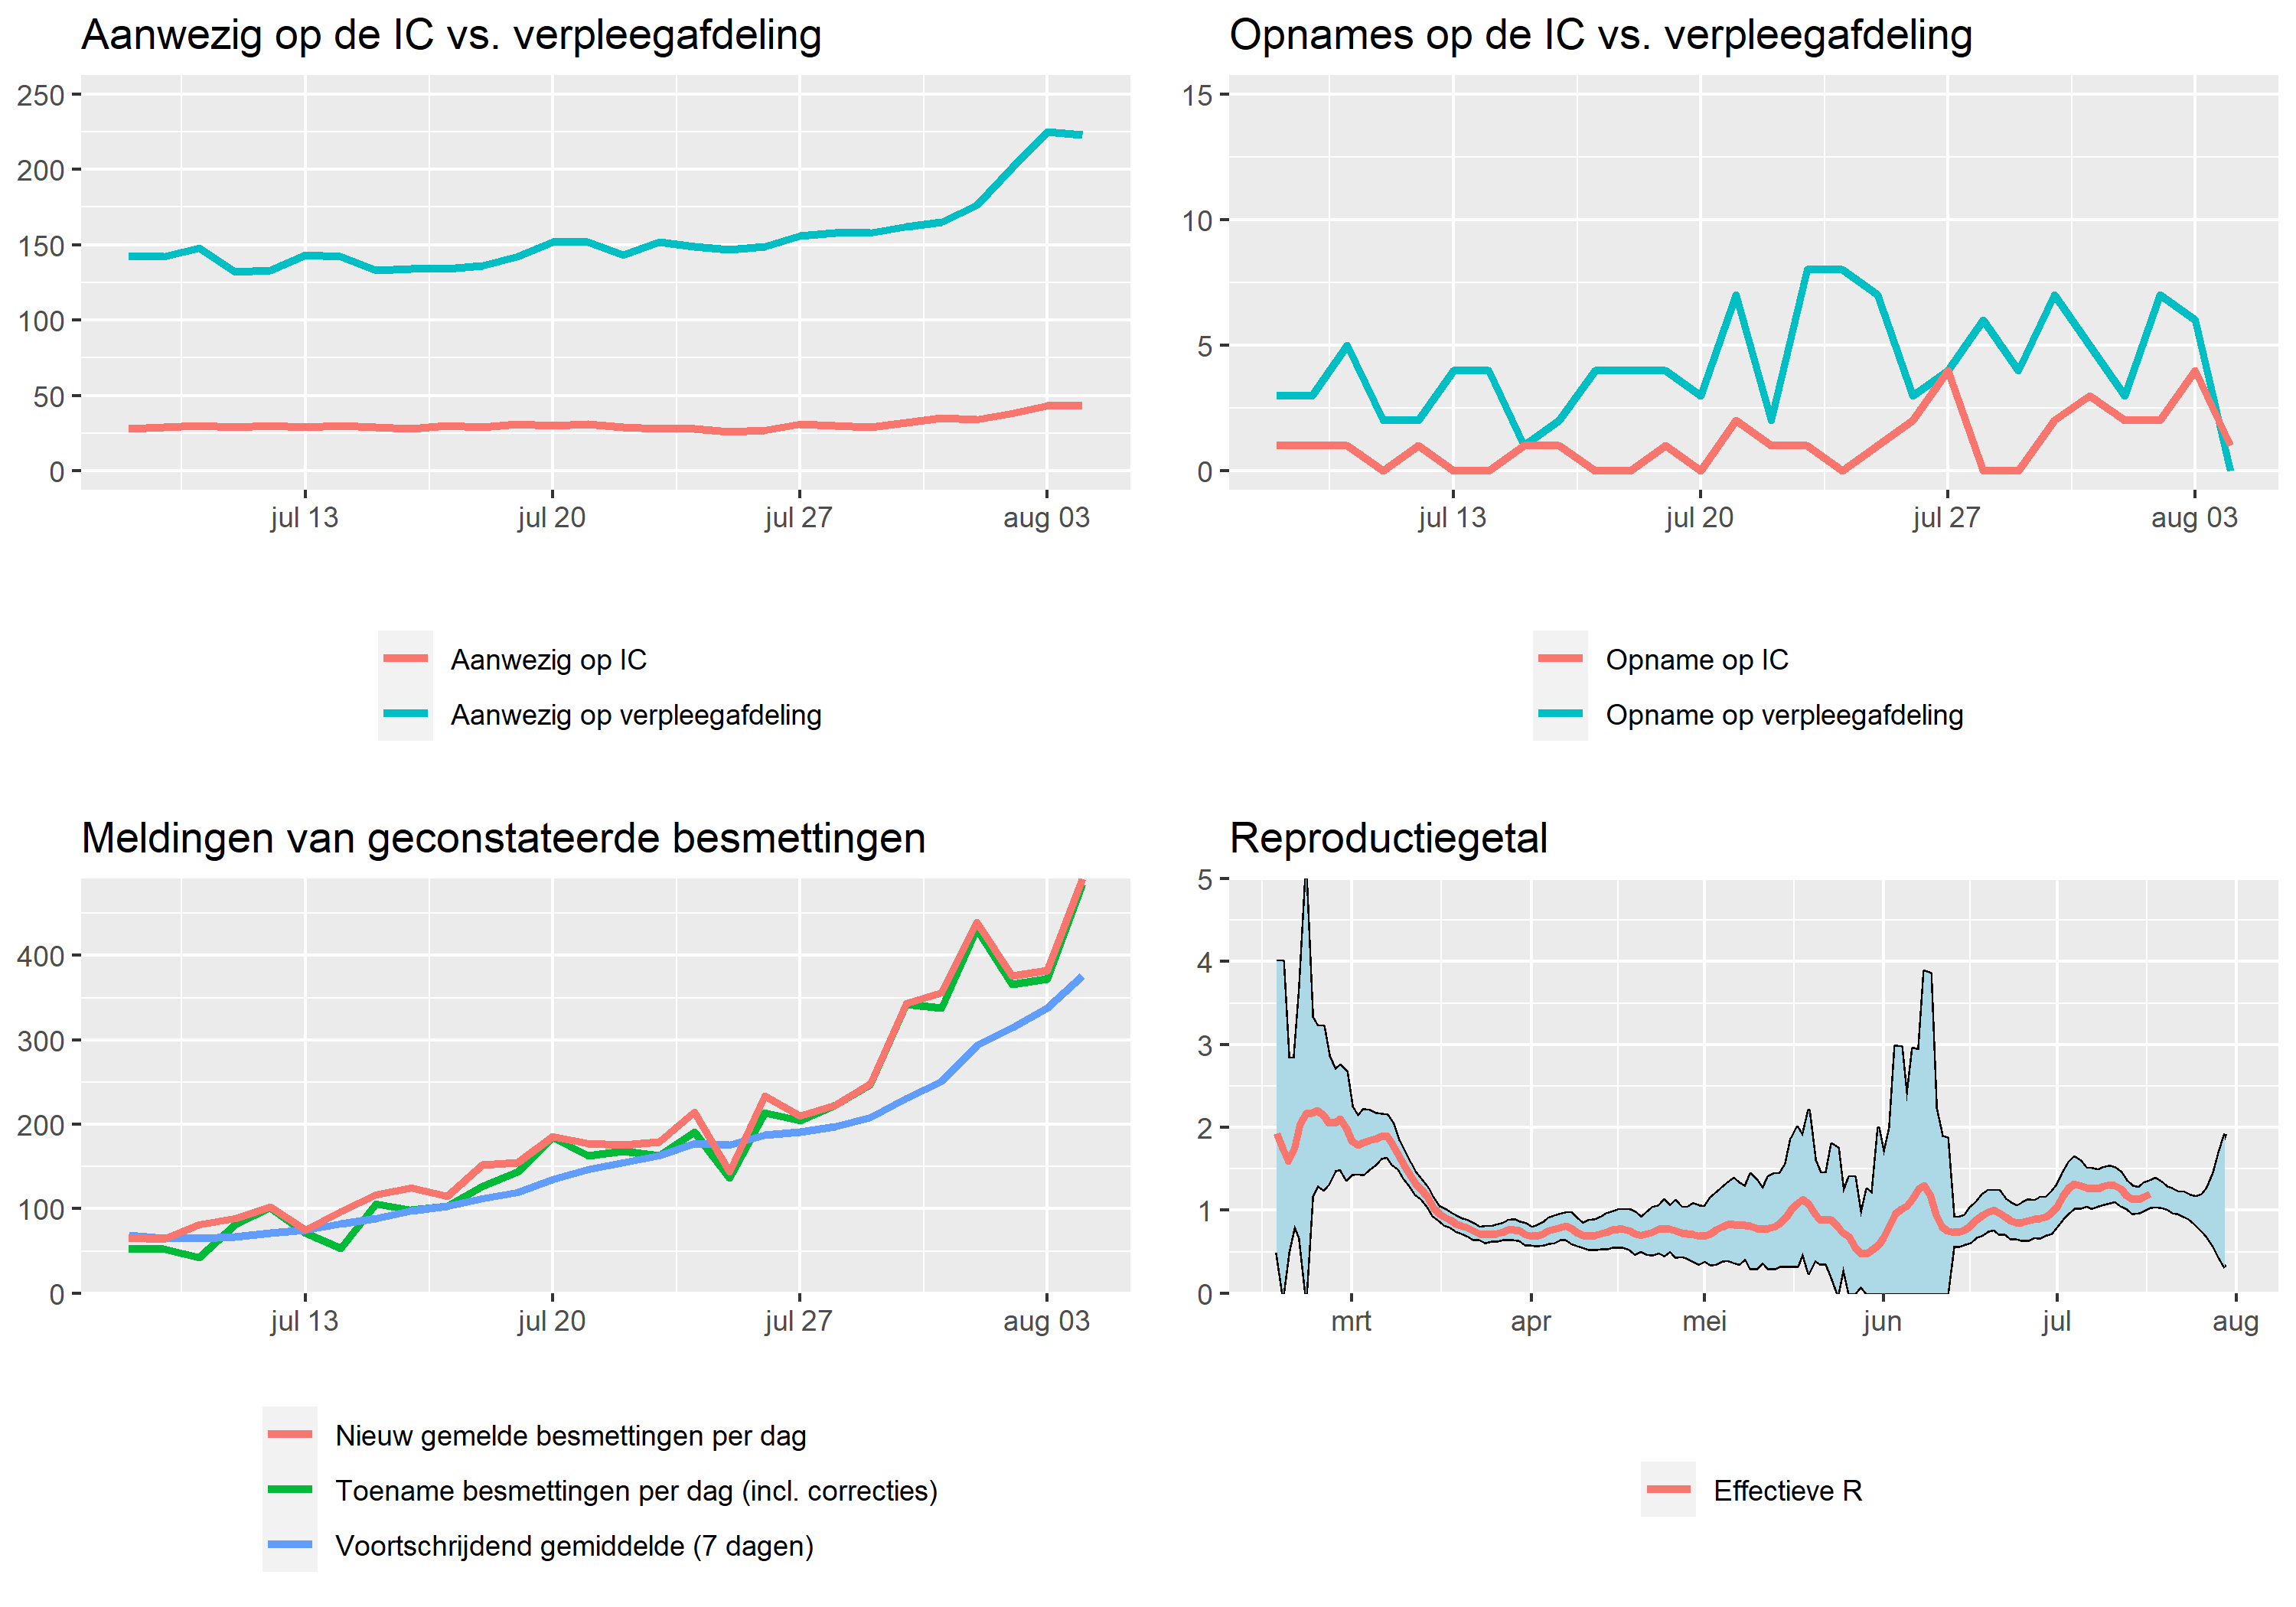 Aanwezig op de IC vs. verpleegafdeling
250
200
150
100
50
0
jul 13 jul 20 jul 27 aug 03
Aanwezig op IC
Aanwezig op verpleegafdeling
Opnames op de IC vs. verpleegafdeling
15
10
5
0
jul 13 jul 20 jul 27 aug 03
Opname op IC
Opname op verpleegafdeling
Meldingen van geconstateerde besmettingen
400
300
200
100
0
jul 13 jul 20 jul 27 aug 03
Nieuw gemelde besmettingen per dag
Toename besmettingen per dag (incl. correcties)
Voortschrijdend gemiddelde (7 dagen)
Reproductiegetal
5
4
3
2
1
0
mrt apr mei jun jul aug
Effectieve R